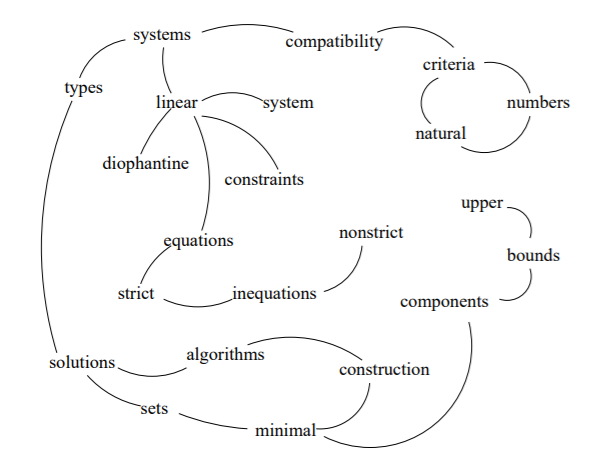 systems
compatibility
criteria
types
linear
system
numbers
natural
diophantine
constraints
upper
equations
nonstrict
bounds
strict
inequations
components
solutions
algorithms
construction
sets
minimal